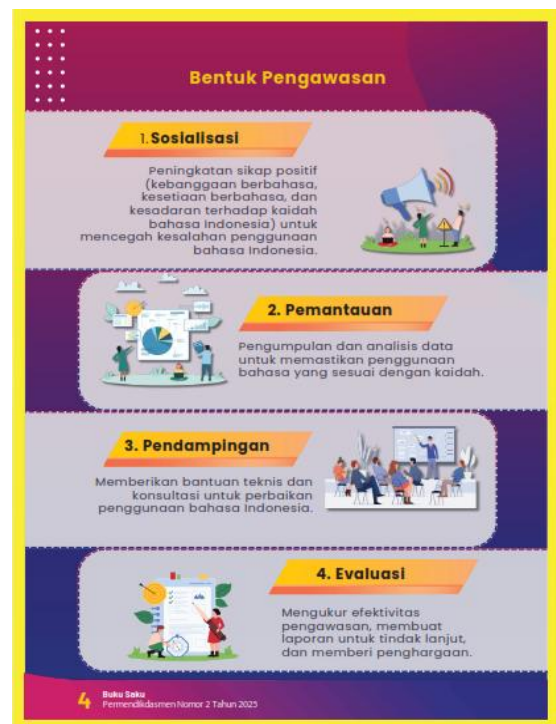 Bentuk Pengawasan
1. Sosialisasi
Peningkatan sikap positif
(kebanggaan berbahasa,
kesetiaan berbahasa, dan
kesadaran terhadap kaidah
bahasa Indonesia) untuk
mencegah kesalahan penggunaan
bahasa Indonesia.
2. Pemantauan
Pengumpulan dan analisis data
untuk memastikan penggunaan
bahasa yang sesuai dengan kaidah.
3. Pendampingan
Memberikan bantuan teknis dan
konsultasi untuk perbaikan
penggunaan bahasa Indonesia.
4. Evaluasi
Mengukur efektivitas
pengawasan, membuat
laporan untuk tindak lanjut,
dan memberi penghargaan.
4
Buku Saku
Permendikdasmen Nomor 2 Tahun 2025